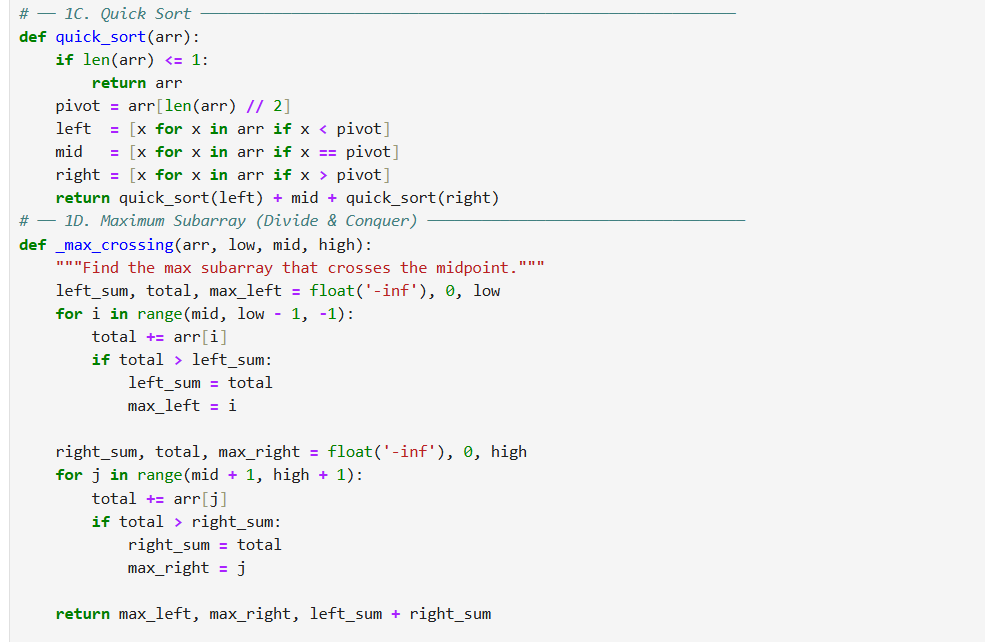 # ── 1C. Quick Sort ───────────────────────────────────────────────────────────
def quick_sort(arr):
    if len(arr) <= 1:
        return arr
    pivot = arr[len(arr) // 2]
    left  = [x for x in arr if x < pivot]
    mid   = [x for x in arr if x == pivot]
    right = [x for x in arr if x > pivot]
    return quick_sort(left) + mid + quick_sort(right)
# ── 1D. Maximum Subarray (Divide & Conquer) ───────────────────────────────────
def _max_crossing(arr, low, mid, high):
    """Find the max subarray that crosses the midpoint."""
    left_sum, total, max_left = float('-inf'), 0, low
    for i in range(mid, low - 1, -1):
        total += arr[i]
        if total > left_sum:
            left_sum = total
            max_left = i

    right_sum, total, max_right = float('-inf'), 0, high
    for j in range(mid + 1, high + 1):
        total += arr[j]
        if total > right_sum:
            right_sum = total
            max_right = j

    return max_left, max_right, left_sum + right_sum